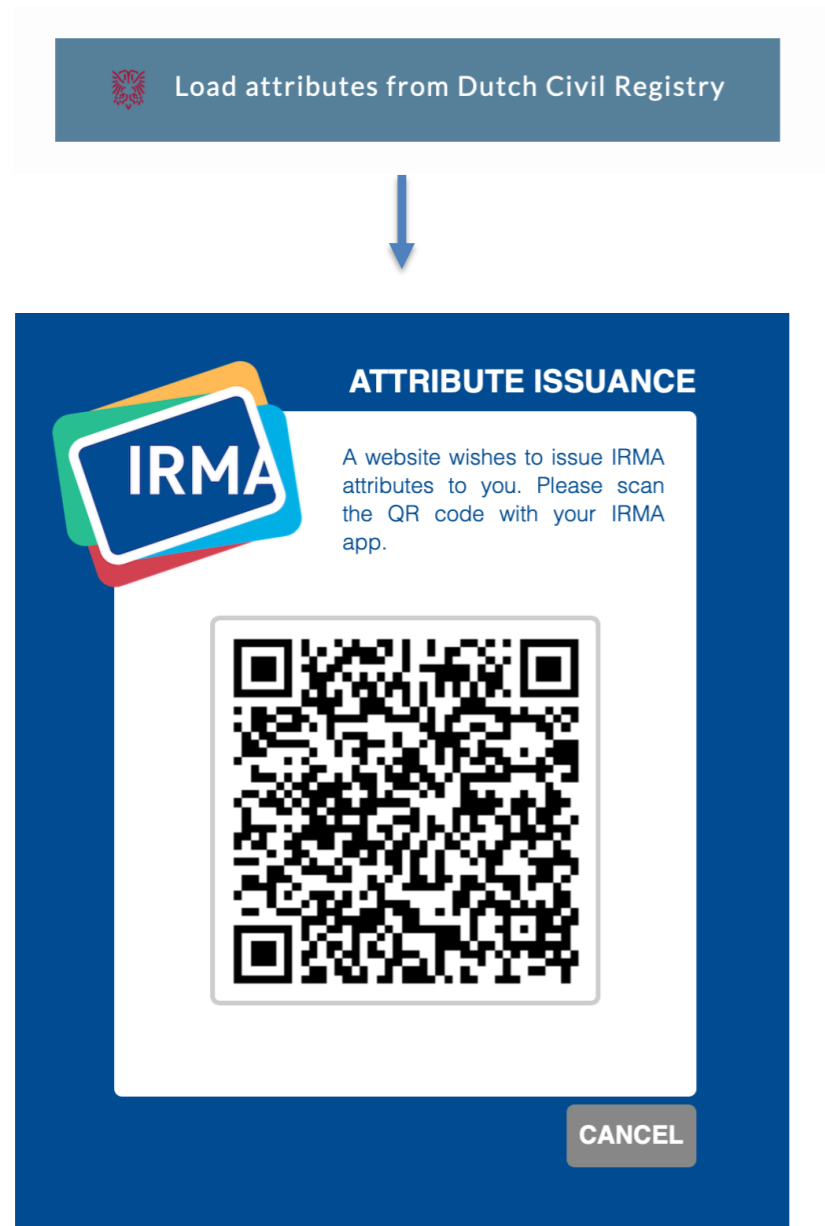 Load attributes from Dutch Civil Registry
ATTRIBUTE ISSUANCE
IRMA
A website wishes to issue IRMA
attributes to you. Please scan
the QR code with your IRMA
app.
CANCEL